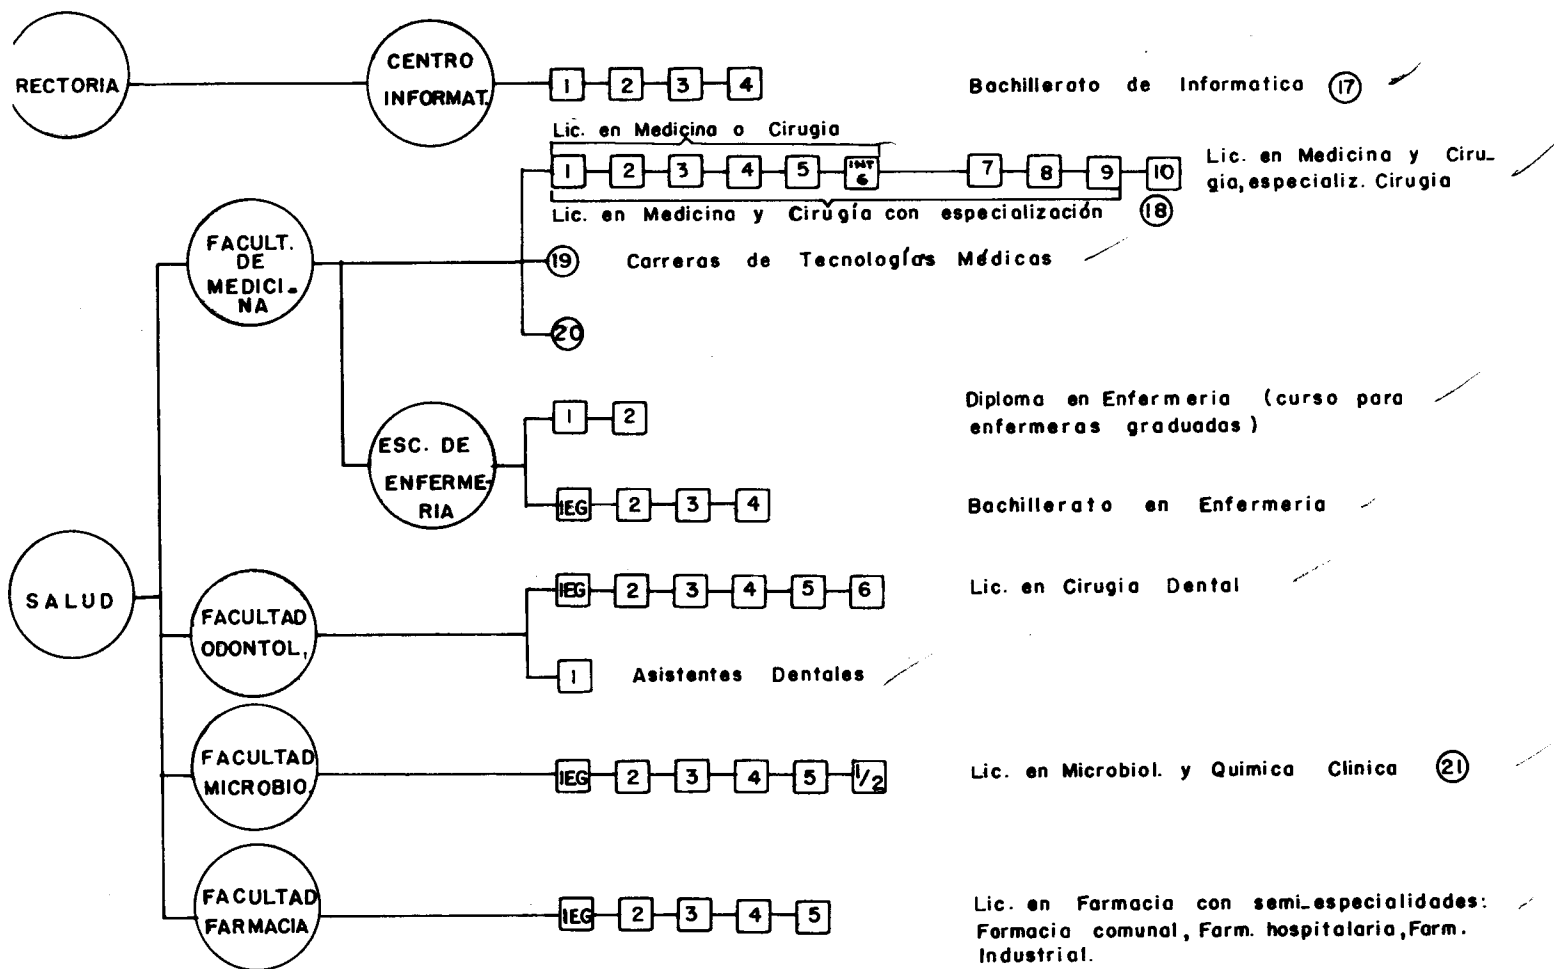 RECTORIA
CENTRO
INFORMAT.
1 2 3 4
Bachillerato de Informatica 17
Lic. en Medicina o Cirugia
1 2 3 4 5 INT 6 7 8 9 10
Lic. en Medicina y Ciru_
gia, especializ. Cirugia
Lic. en Medicina y Cirugía con especialización 18
FACULT.
DE
MEDICI_
NA
19 Carreras de Tecnologías Médicas
20
ESC. DE
ENFERME-
RIA
1 2
Diploma en Enfermeria (curso para
enfermeras graduadas)
IEG 2 3 4
Bachillerato en Enfermeria
SALUD
FACULTAD
ODONTOL,
IEG 2 3 4 5 6
Lic. en Cirugia Dental
1 Asistentes Dentales
FACULTAD
MICROBIO.
IEG 2 3 4 5 1/2
Lic. en Microbiol. y Quimica Clinica 21
FACULTAD
FARMACIA
IEG 2 3 4 5
Lic. en Farmacia con semi_especialidades:
Formacia comunal, Farm. hospitalaria, Farm.
Industrial.